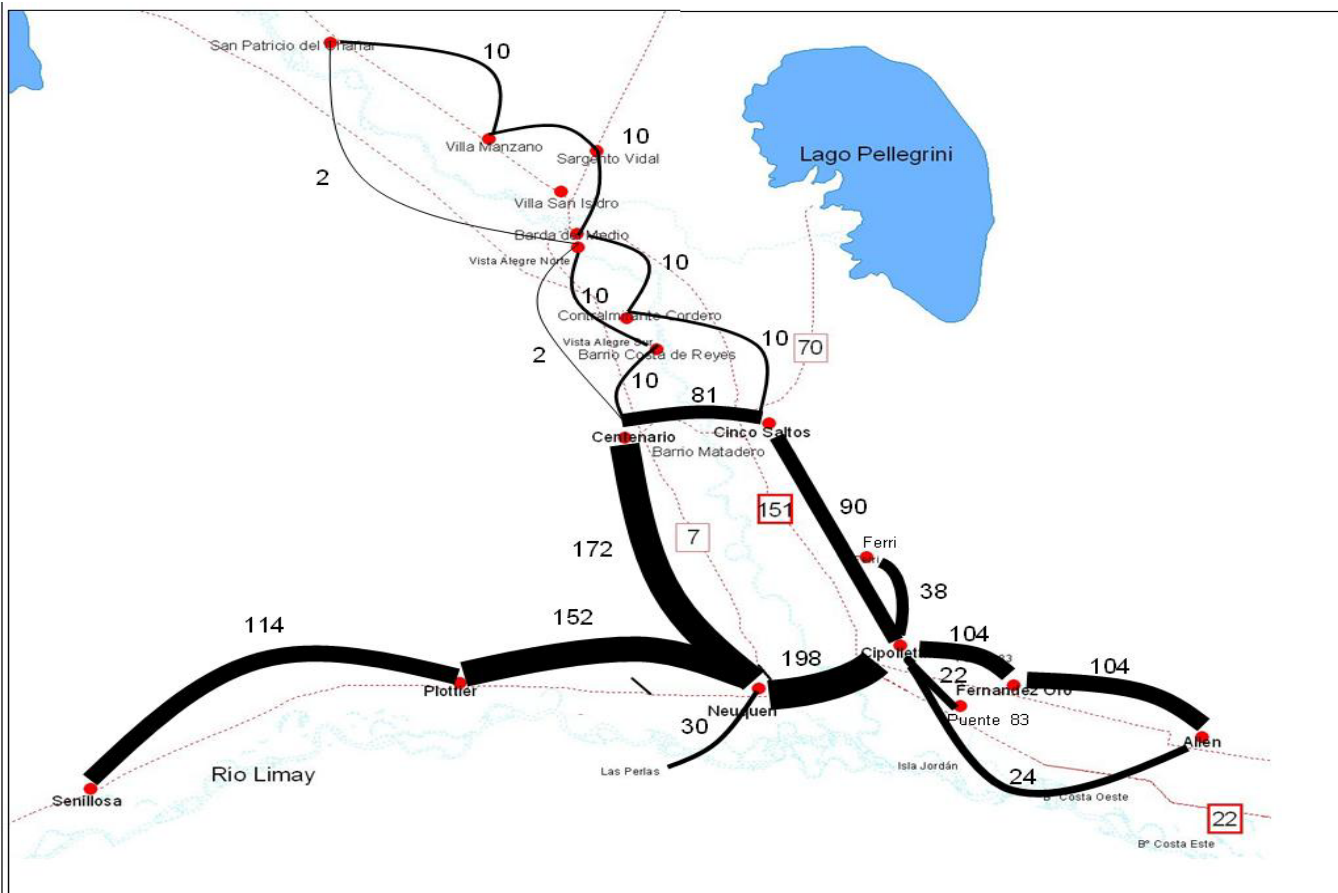 San Patricio del Chañar
10
Villa Manzano
10
Sargento Vidal
Lago Pellegrini
2
Villa San Isidro
Barda del Medio
Vista Alegre Norte
10
10
Contralmirante Cordero
10
70
Vista Alegre Sur
Barrio Costa de Reyes
2
10
81
Centenario
Cinco Saltos
Barrio Matadero
90
151
7
172
Ferri
38
114
152
198
Cipolletti
104
104
22
Plottier
Fernandez Oro
Neuquen
Puente 83
30
Allen
Las Perlas
Isla Jordán
24
Rio Limay
Senillosa
Bº Costa Oeste
22
Bº Costa Este